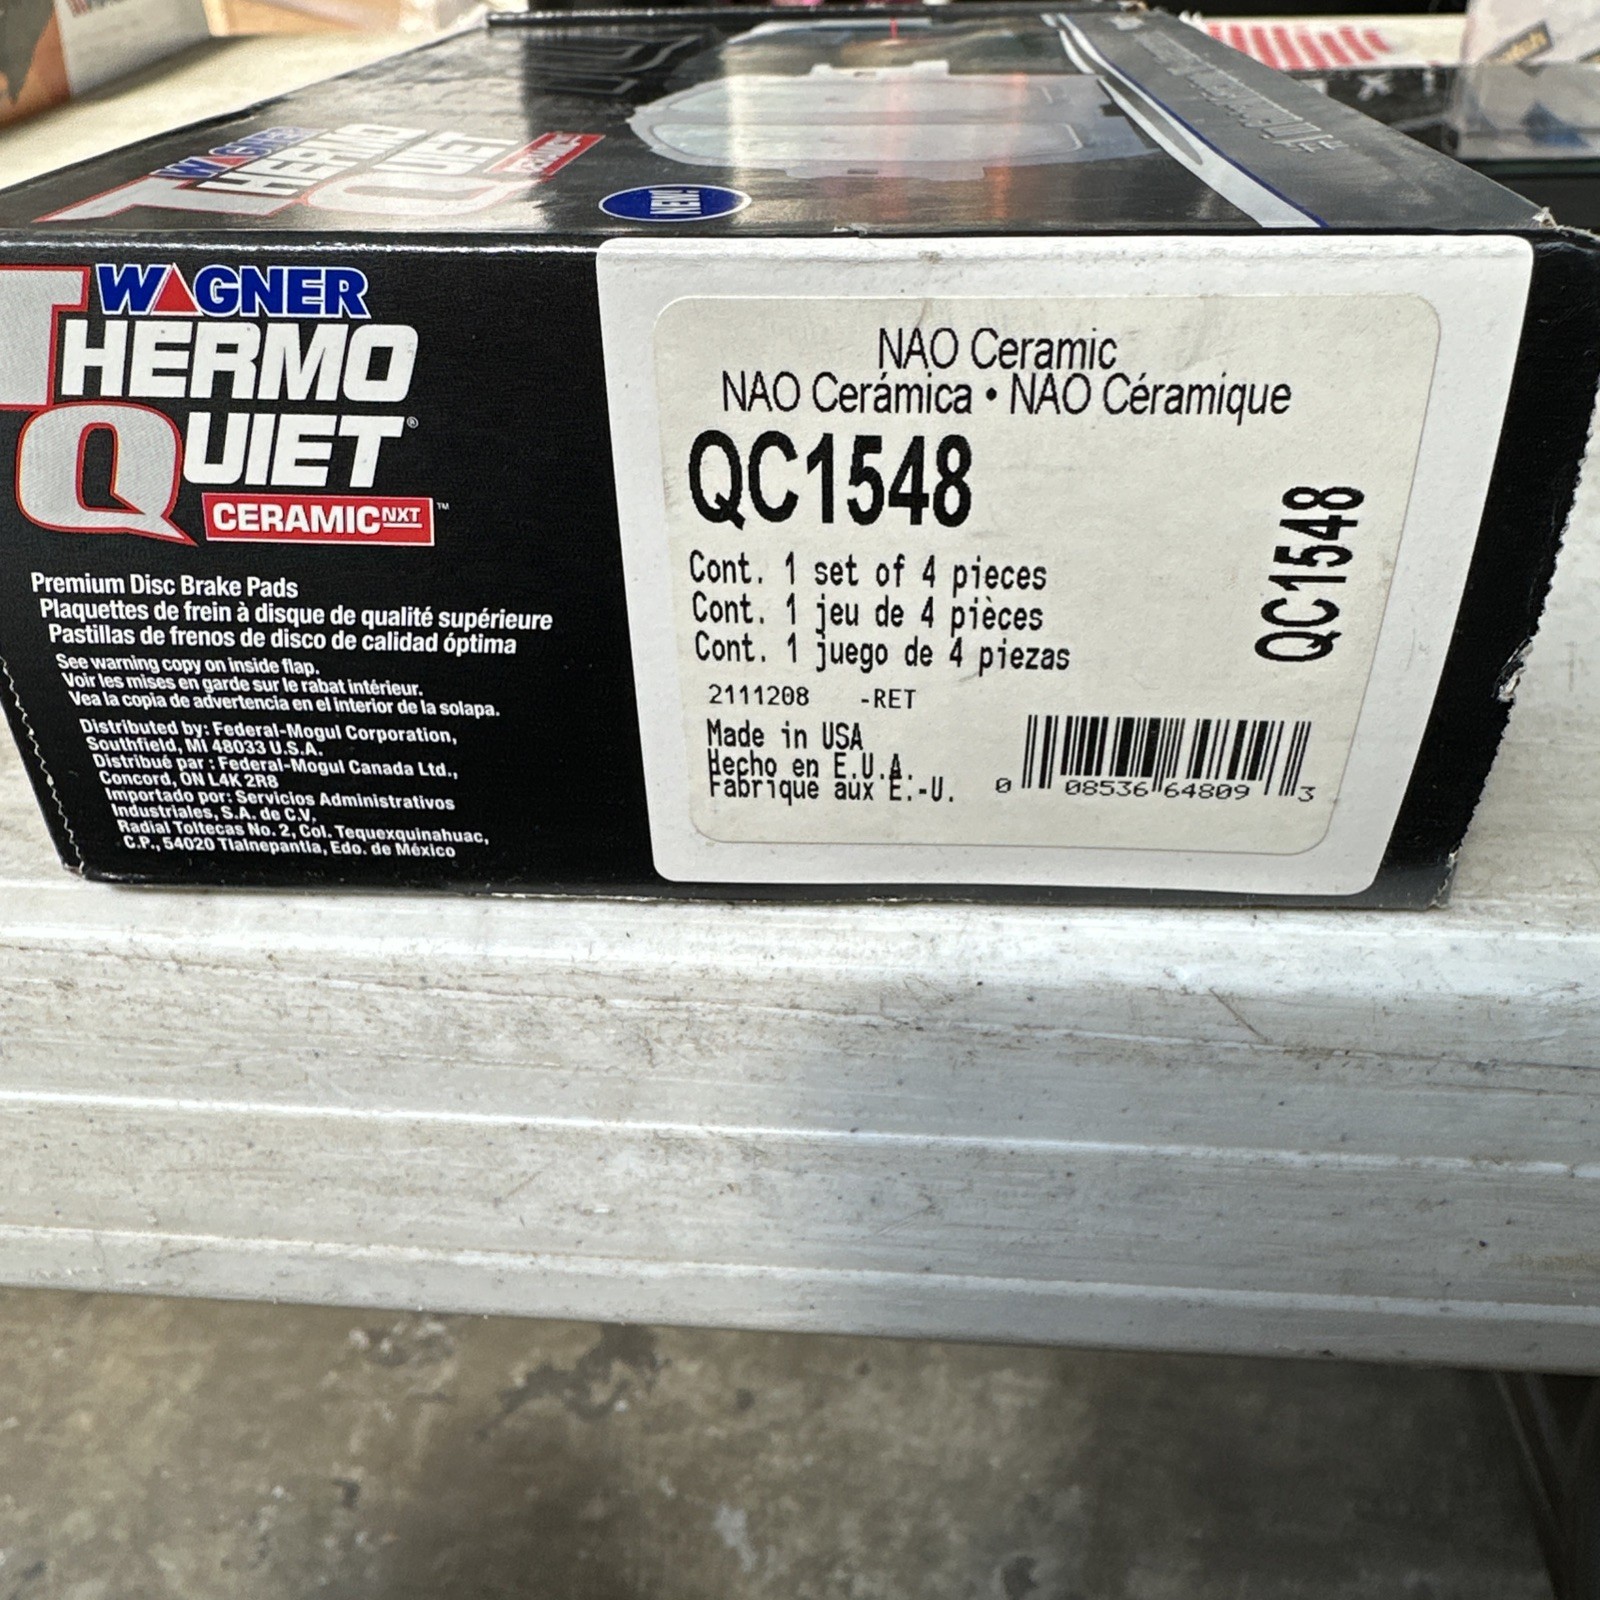 WAGNER
THERMO
QUIET
CERAMIC
NEW!
WAGNER
THERMO
QUIET®
CERAMIC NXT™
Premium Disc Brake Pads
Plaquettes de frein à disque de qualité supérieure
Pastillas de frenos de disco de calidad óptima
See warning copy on inside flap.
Voir les mises en garde sur le rabat intérieur.
Vea la copia de advertencia en el interior de la solapa.
Distributed by: Federal-Mogul Corporation,
Southfield, MI 48033 U.S.A.
Distribué par : Federal-Mogul Canada Ltd.,
Concord, ON L4K 2R8
Importado por: Servicios Administrativos
Industriales, S.A. de C.V.
Radial Toltecas No. 2, Col. Tequexquinahuac,
C.P., 54020 Tlalnepantla, Edo. de México
NAO Ceramic
NAO Cerámica • NAO Céramique
QC1548
Cont. 1 set of 4 pieces
Cont. 1 jeu de 4 pièces
Cont. 1 juego de 4 piezas
2111208 -RET
Made in USA
Hecho en E.U.A.
Fabrique aux E.-U.
0 08536 64809 3
QC1548